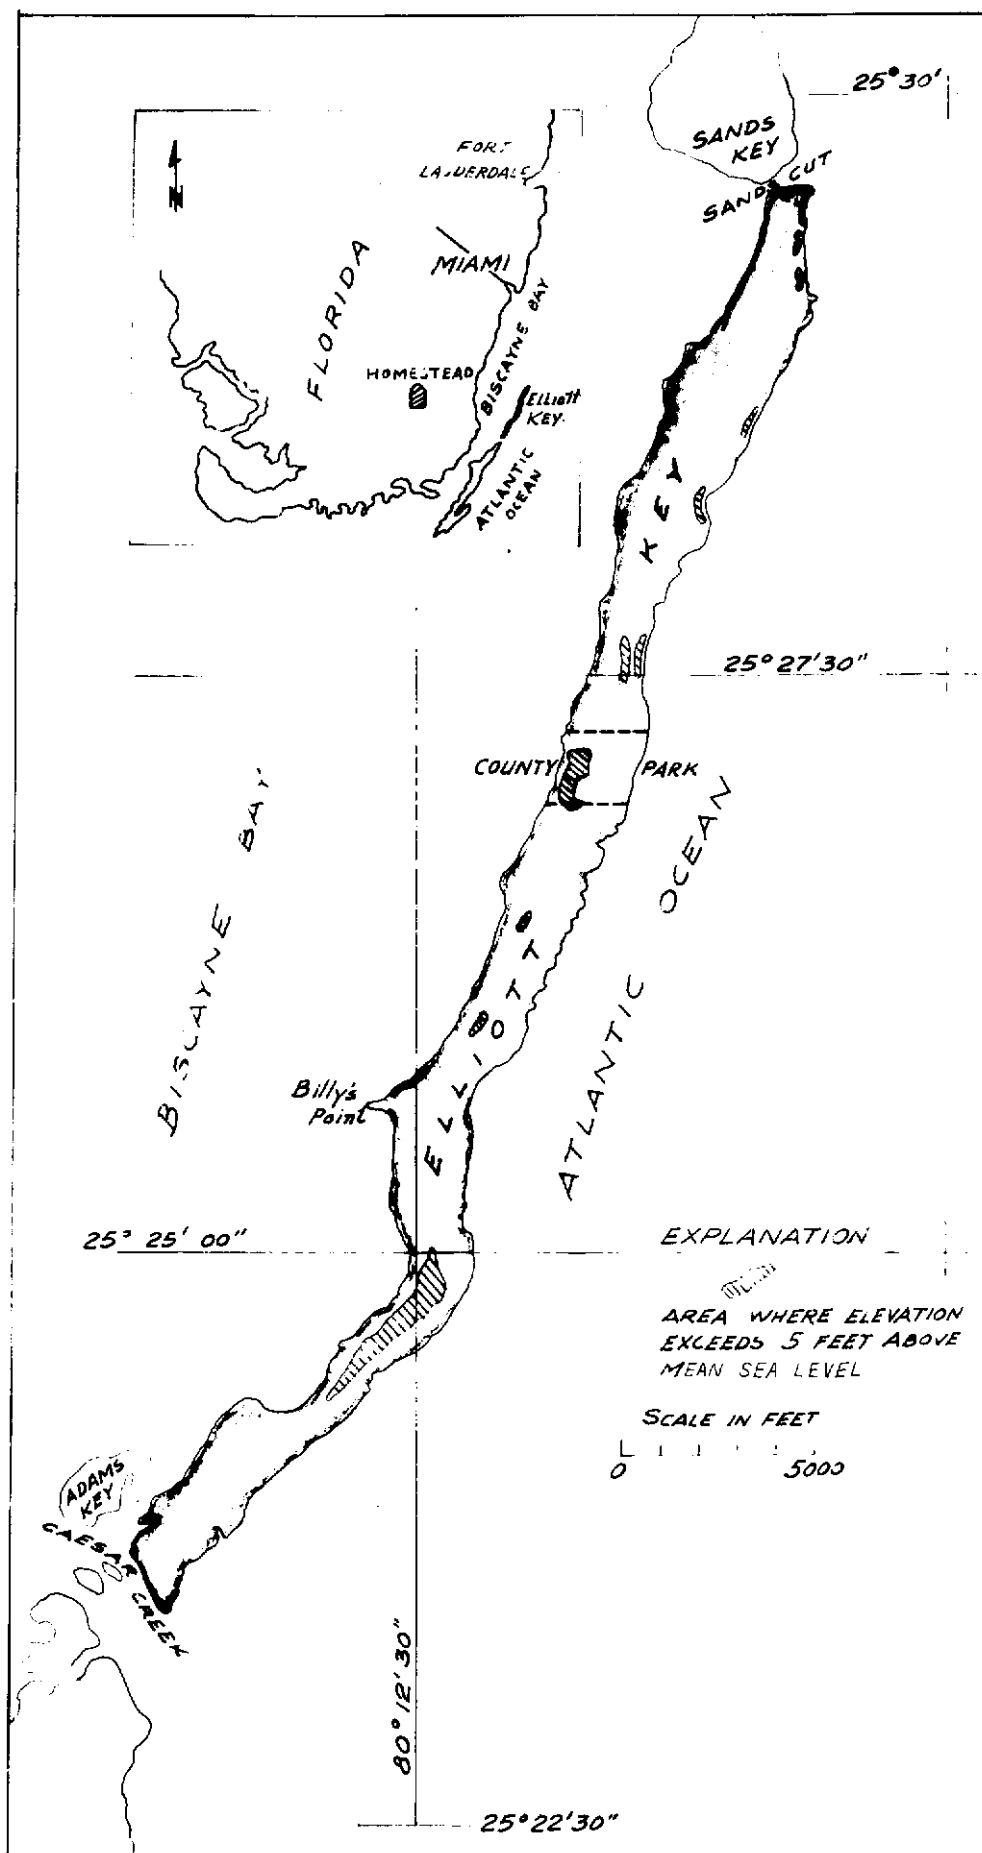 25°30'
SANDS
KEY
SANDS CUT
FORT
LAUDERDALE
N
MIAMI
FLORIDA
BISCAYNE BAY
HOMESTEAD
Elliott
KEY.
ATLANTIC
OCEAN
25° 27'30"
COUNTY PARK
BISCAYNE BAY
ATLANTIC OCEAN
ELLIOTT KEY
Billy's
Point
25° 25' 00"
EXPLANATION
AREA WHERE ELEVATION
EXCEEDS 5 FEET ABOVE
MEAN SEA LEVEL
SCALE IN FEET
0 5000
ADAMS
KEY
CAESAR CREEK
80° 12' 30"
25° 22' 30"